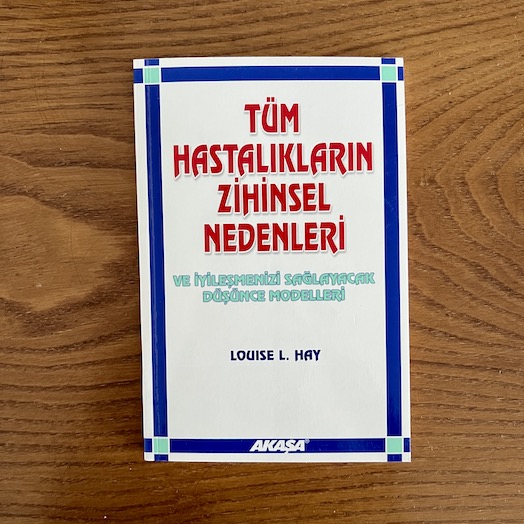 TÜM
HASTALIKLARIN
ZİHİNSEL
NEDENLERİ
VE İYİLEŞMENİZİ SAĞLAYACAK
DÜŞÜNCE MODELLERİ
LOUISE L. HAY
AKAŞA®